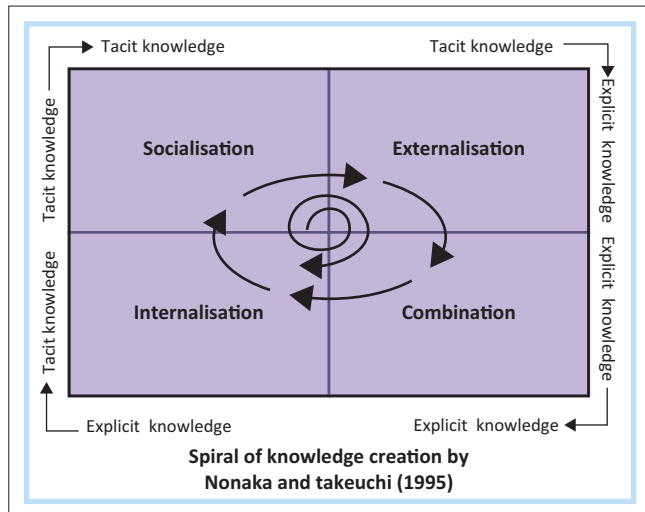 Tacit knowledge
Tacit knowledge
Tacit knowledge
Explicit knowledge
Socialisation
Externalisation
Tacit knowledge
Explicit knowledge
Internalisation
Combination
Explicit knowledge
Explicit knowledge
Spiral of knowledge creation by
Nonaka and takeuchi (1995)